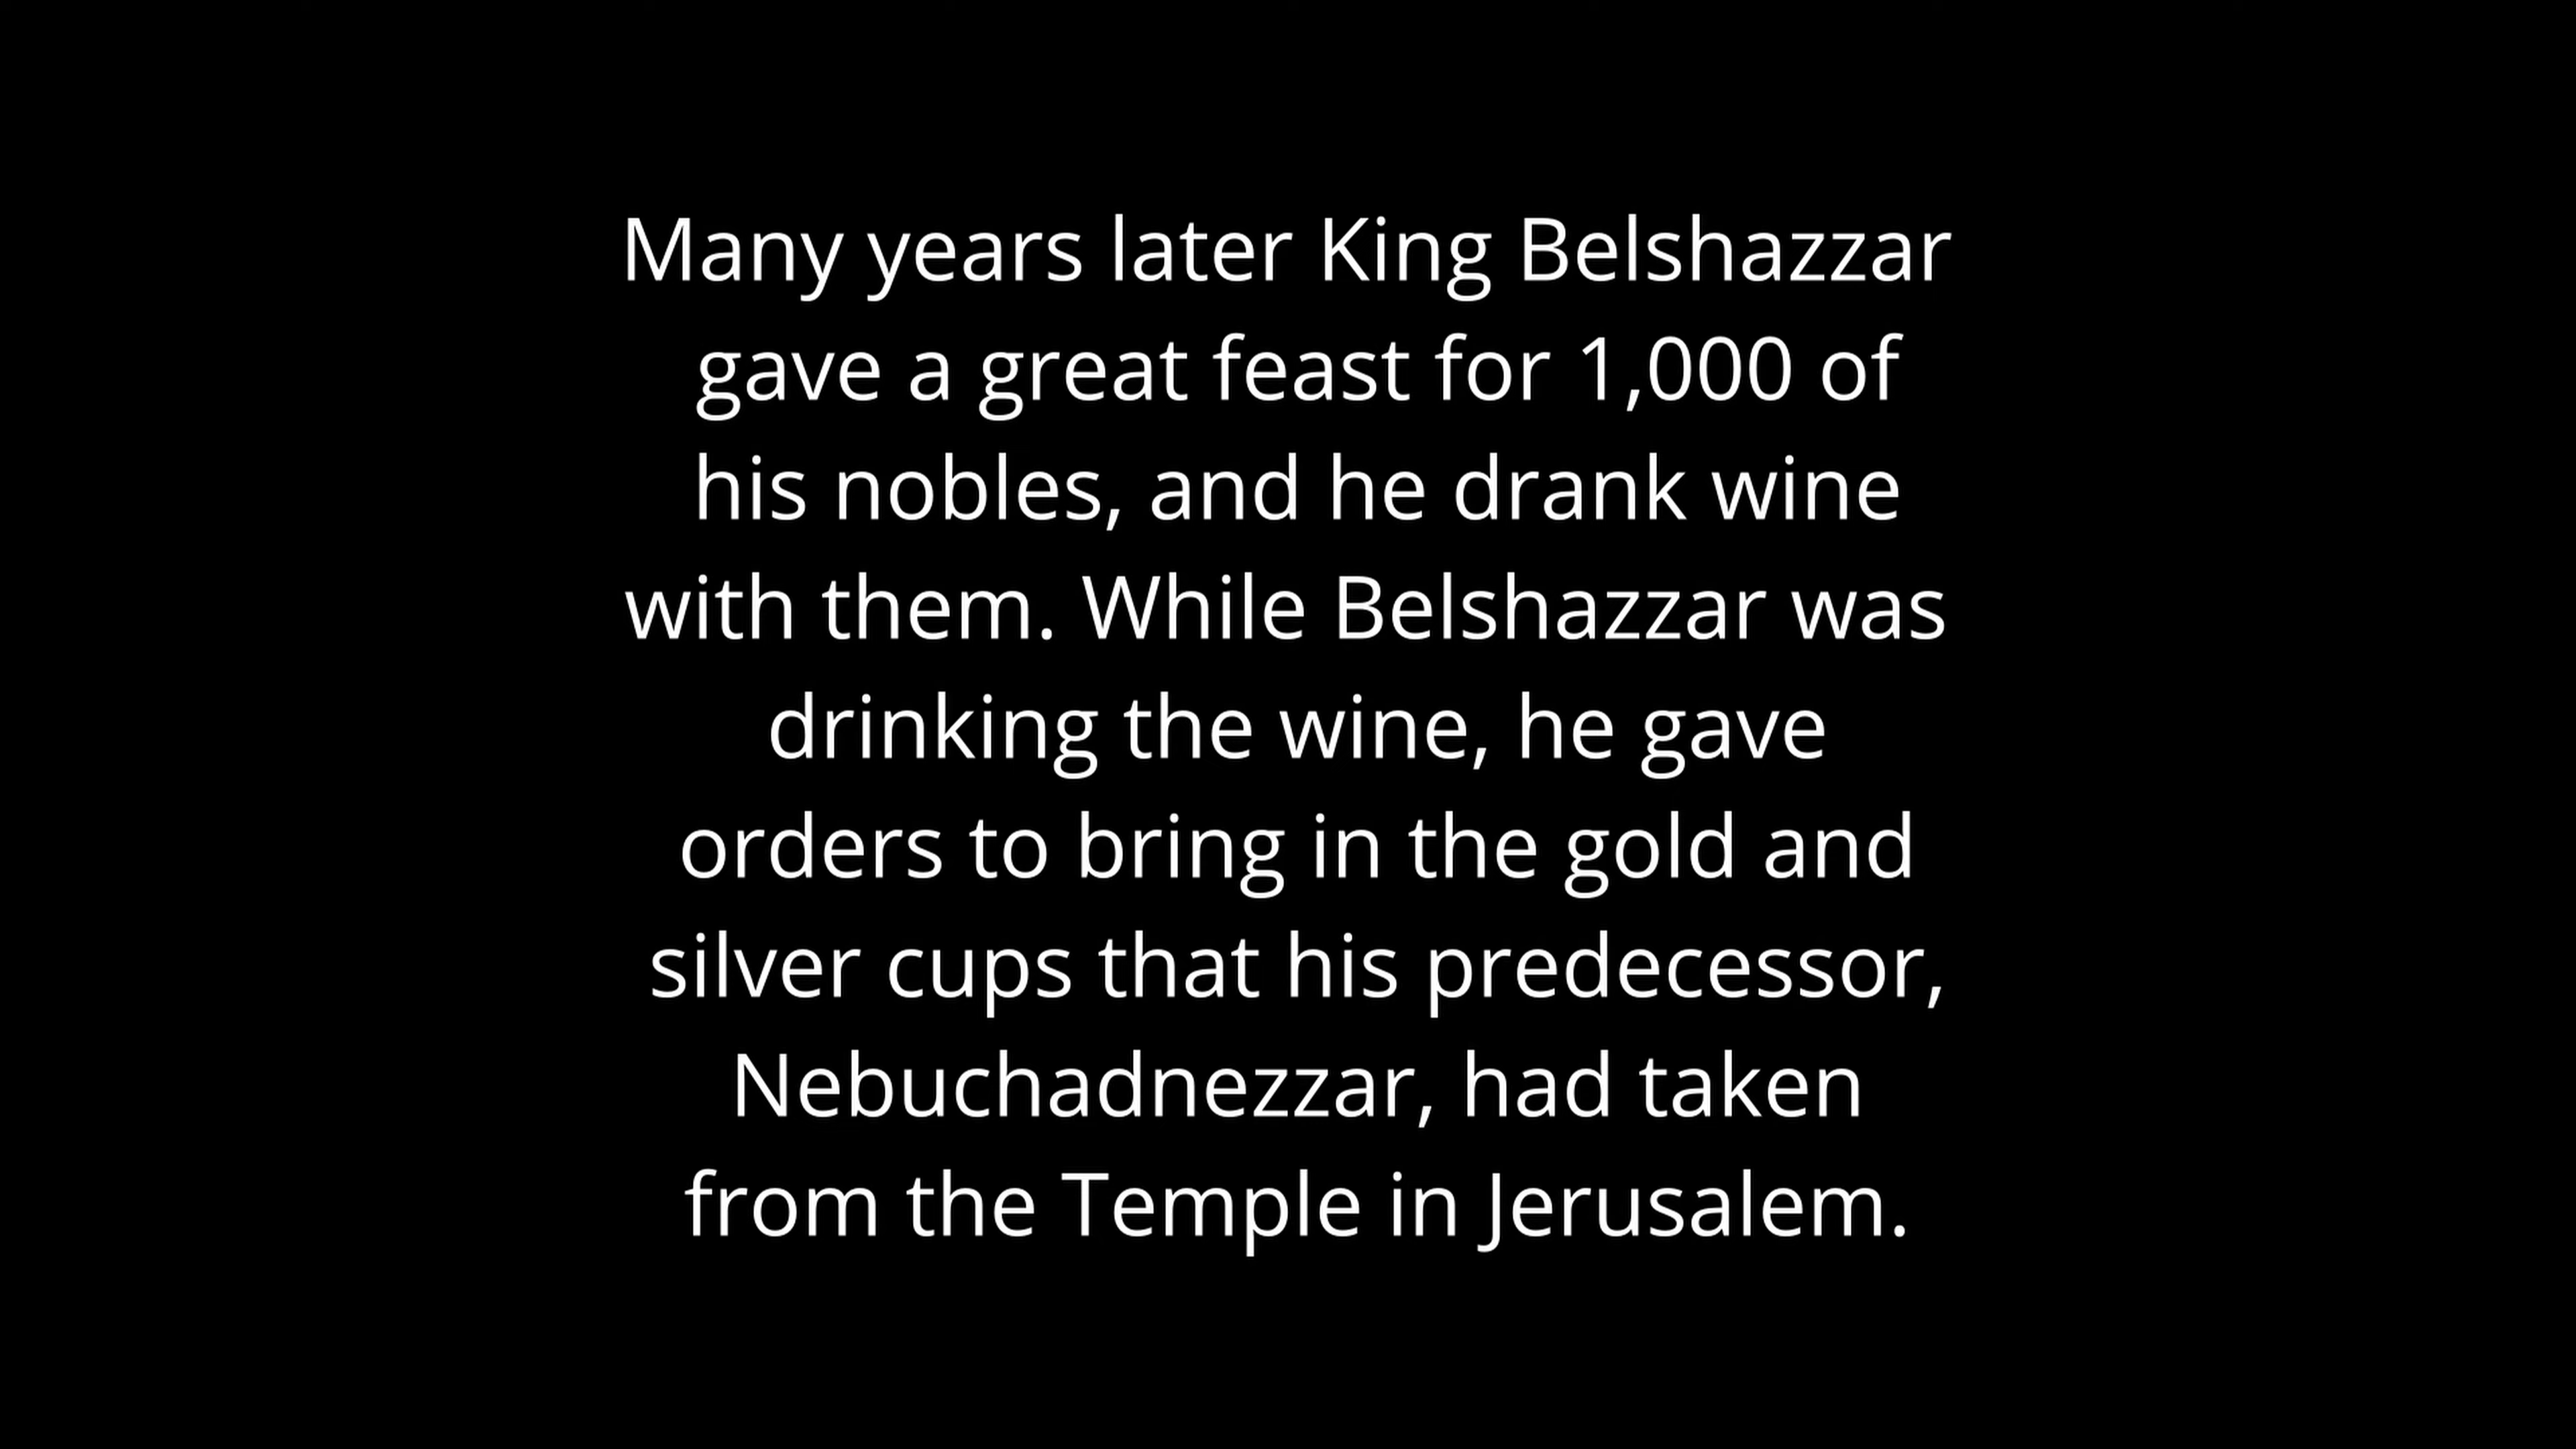 Many years later King Belshazzar
gave a great feast for 1,000 of
his nobles, and he drank wine
with them. While Belshazzar was
drinking the wine, he gave
orders to bring in the gold and
silver cups that his predecessor,
Nebuchadnezzar, had taken
from the Temple in Jerusalem.